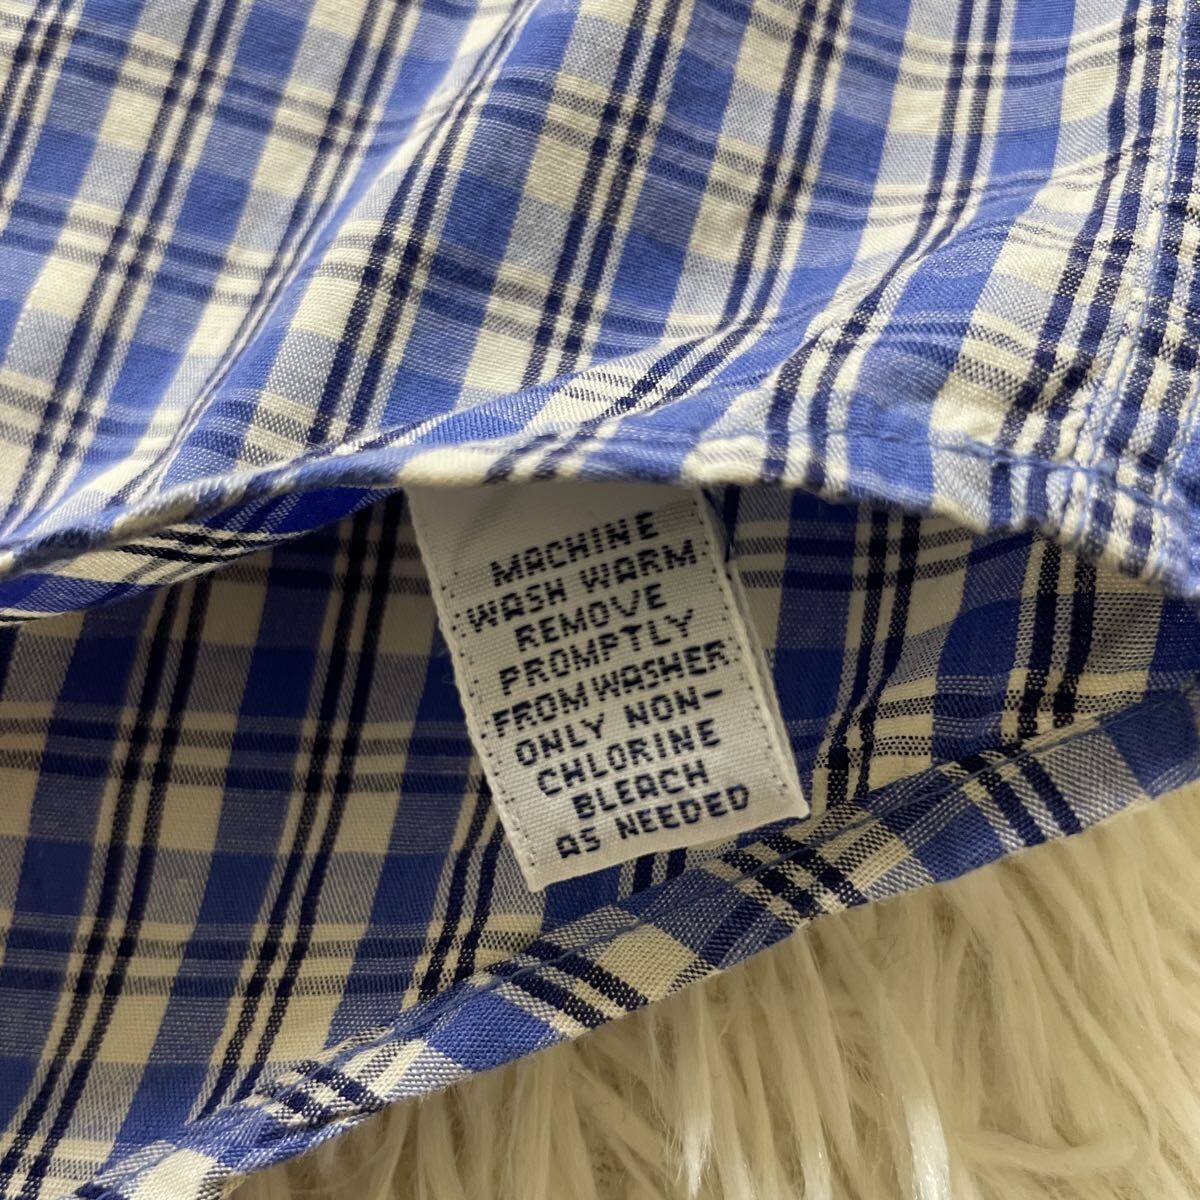 MACHINE
WASH WARM
REMOVE
PROMPTLY
FROM WASHER
ONLY NON-
CHLORINE
BLEACH
AS NEEDED